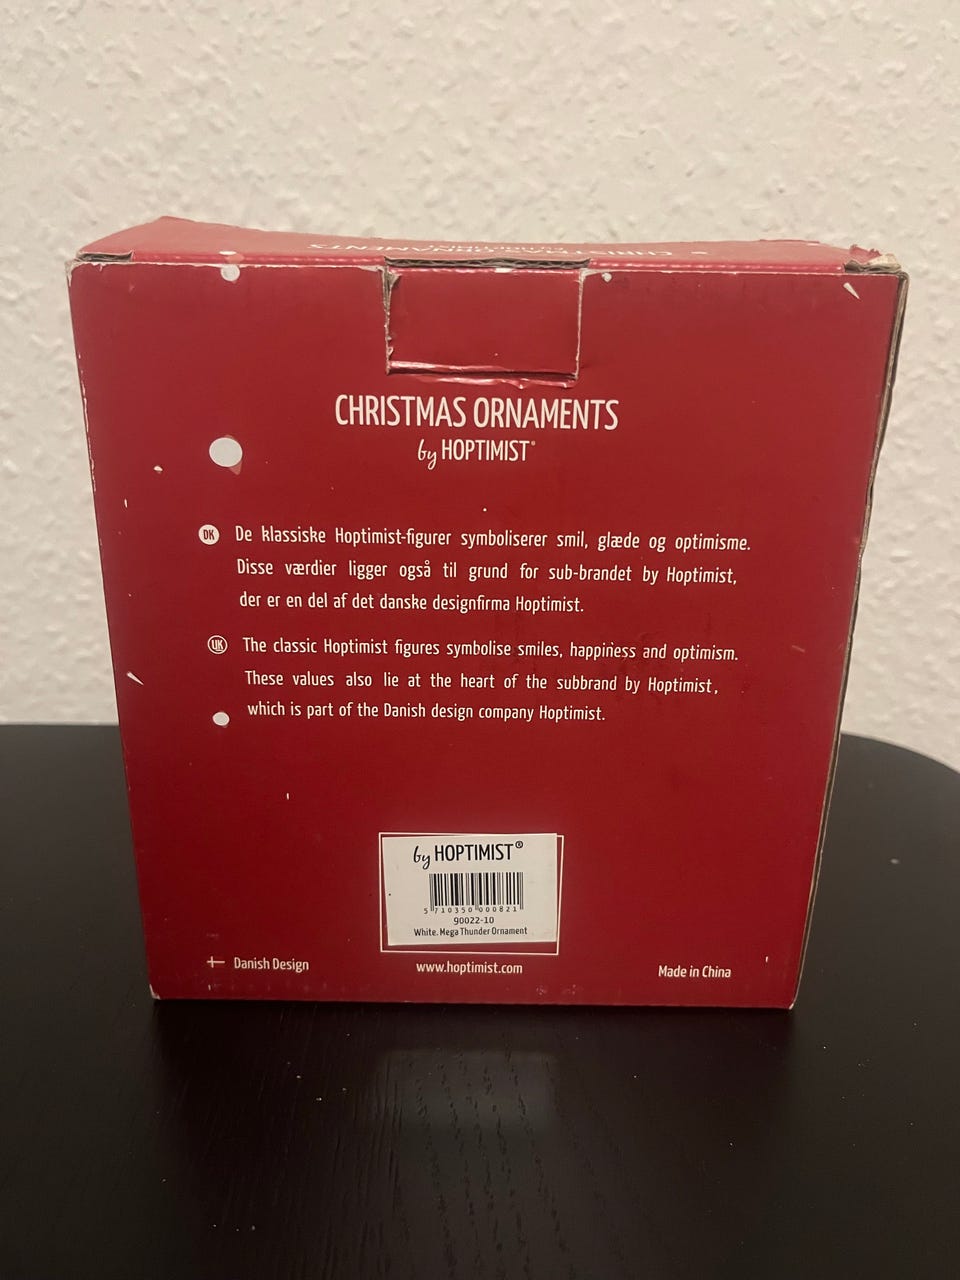 CHRISTMAS ORNAMENTS
CHRISTMAS ORNAMENTS
by HOPTIMIST®
DK De klassiske Hoptimist-figurer symboliserer smil, glæde og optimisme.
Disse værdier ligger også til grund for sub-brandet by Hoptimist,
der er en del af det danske designfirma Hoptimist.
UK The classic Hoptimist figures symbolise smiles, happiness and optimism.
These values also lie at the heart of the subbrand by Hoptimist,
which is part of the Danish design company Hoptimist.
by HOPTIMIST®
5 710350 000821
90022-10
White. Mega Thunder Ornament
Danish Design www.hoptimist.com Made in China